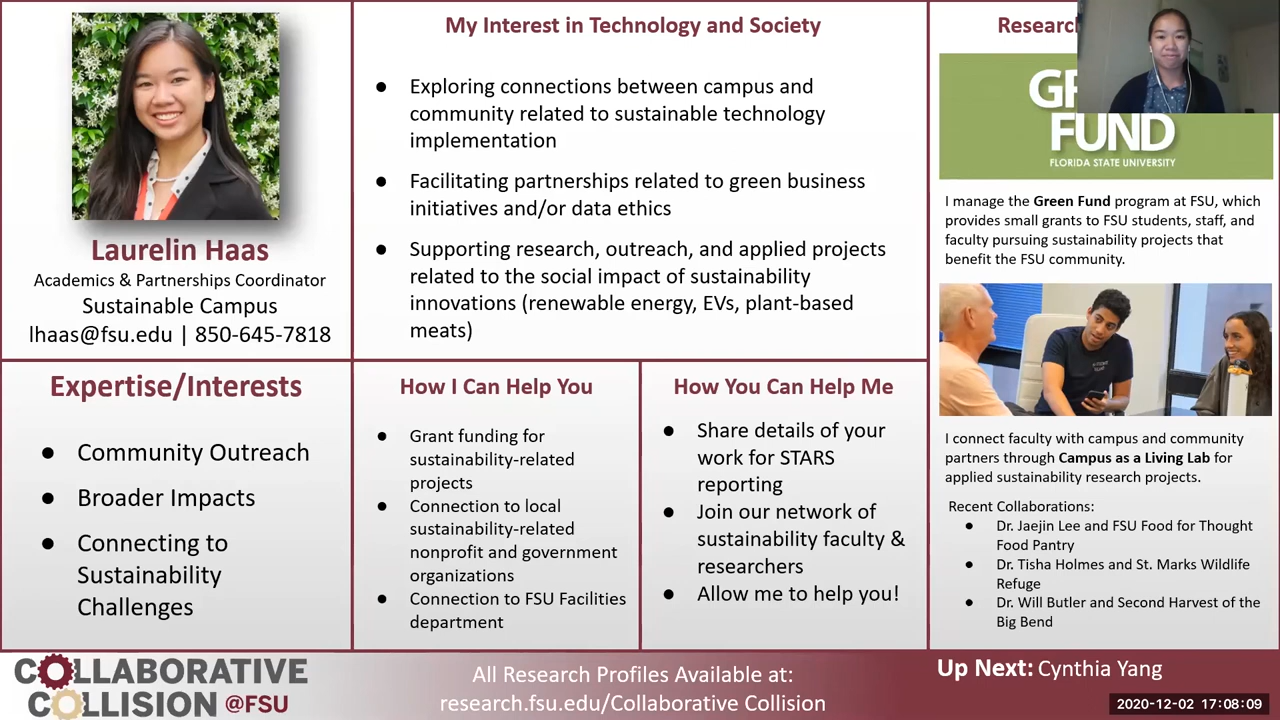 Laurelin Haas
Academics & Partnerships Coordinator
Sustainable Campus
lhaas@fsu.edu | 850-645-7818
My Interest in Technology and Society
● Exploring connections between campus and
community related to sustainable technology
implementation
● Facilitating partnerships related to green business
initiatives and/or data ethics
● Supporting research, outreach, and applied projects
related to the social impact of sustainability
innovations (renewable energy, EVs, plant-based
meats)
Expertise/Interests
● Community Outreach
● Broader Impacts
● Connecting to
Sustainability
Challenges
How I Can Help You
● Grant funding for
sustainability-related
projects
● Connection to local
sustainability-related
nonprofit and government
organizations
● Connection to FSU Facilities
department
How You Can Help Me
● Share details of your
work for STARS
reporting
● Join our network of
sustainability faculty &
researchers
● Allow me to help you!
Research
FUND
FLORIDA STATE UNIVERSITY
I manage the Green Fund program at FSU, which
provides small grants to FSU students, staff, and
faculty pursuing sustainability projects that
benefit the FSU community.
I connect faculty with campus and community
partners through Campus as a Living Lab for
applied sustainability research projects.
Recent Collaborations:
● Dr. Jaejin Lee and FSU Food for Thought
Food Pantry
● Dr. Tisha Holmes and St. Marks Wildlife
Refuge
● Dr. Will Butler and Second Harvest of the
Big Bend
COLLABORATIVE
COLLISION @FSU
All Research Profiles Available at:
research.fsu.edu/Collaborative Collision
Up Next: Cynthia Yang
2020-12-02 17:08:09